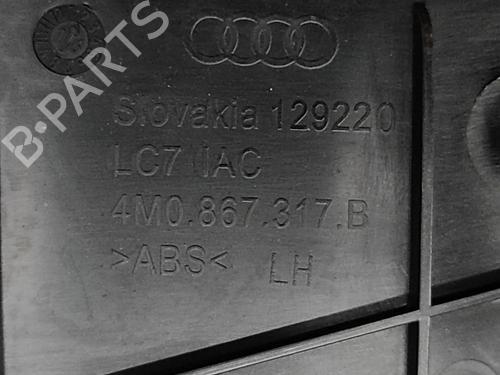 B-PARTS
Slovakia 129220
LC7 IAC
4M0.867.317.B
>ABS< LH